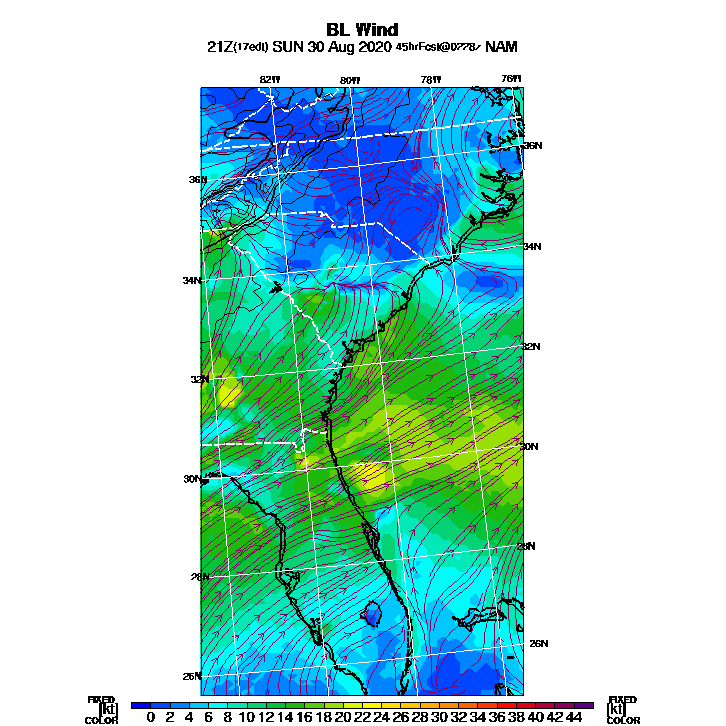 BL Wind
21Z(17edt) SUN 30 Aug 2020 45hrFcst@0228z NAM
82W 80W 78W 76W
36N
36N
34N
34N
32N
32N
30N
30N
28N
28N
26N
26N
FIXED FIXED
[kt] 0 2 4 6 8 10 12 14 16 18 20 22 24 26 28 30 32 34 36 38 40 42 44 [kt]
COLOR COLOR